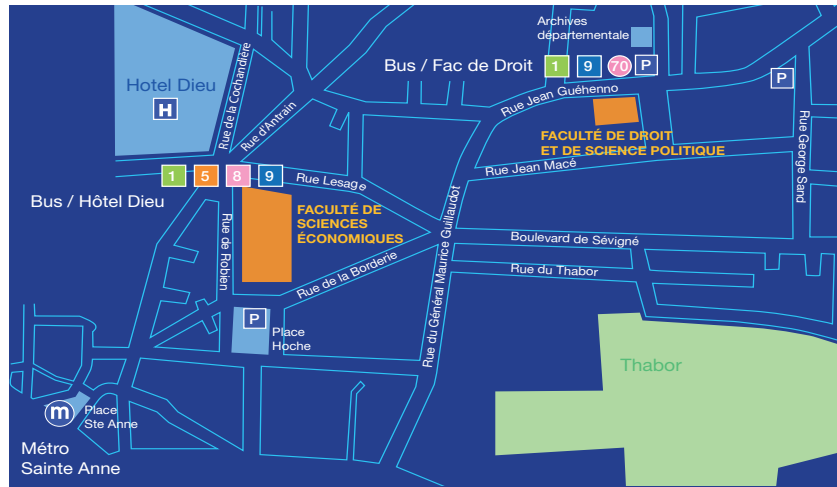 Archives
départementale
Bus / Fac de Droit 1 9 70 P
P
Hotel Dieu
H
Rue de la Cochardière
Rue d'Antrain
Rue Jean Guéhenno
FACULTÉ DE DROIT
ET DE SCIENCE POLITIQUE
Rue George Sand
Rue Jean Macé
1 5 8 9
Rue Lesage
Bus / Hôtel Dieu
FACULTÉ DE
SCIENCES
ÉCONOMIQUES
Rue de Robien
Rue du Général Maurice Guillaudot
Boulevard de Sévigné
Rue du Thabor
Rue de la Borderie
P
Place
Hoche
Thabor
m
Place
Ste Anne
Métro
Sainte Anne